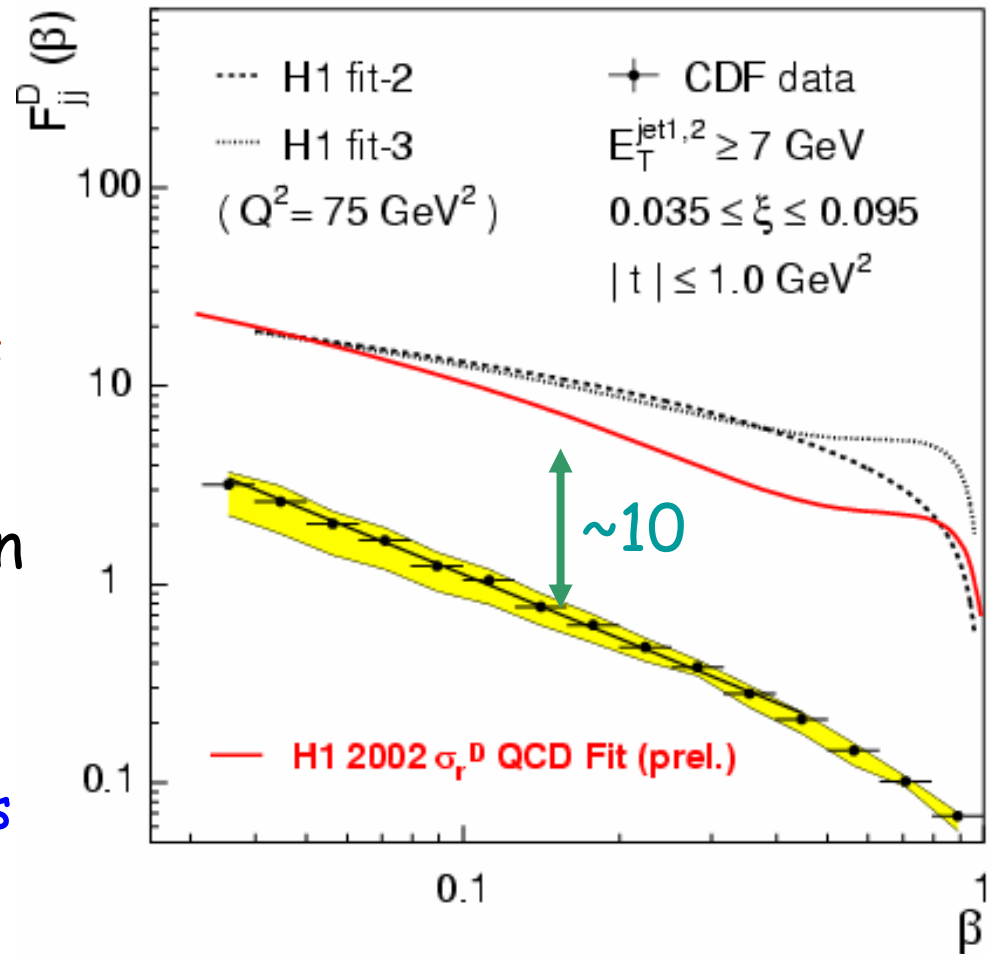 F_jj^D (β)
H1 fit-2
H1 fit-3
( Q²= 75 GeV² )
CDF data
E_T^jet1,2 ≥ 7 GeV
0.035 ≤ ξ ≤ 0.095
| t | ≤ 1.0 GeV²
100
10
1
0.1
~10
n
s
H1 2002 σ_r^D QCD Fit (prel.)
0.1
1
β